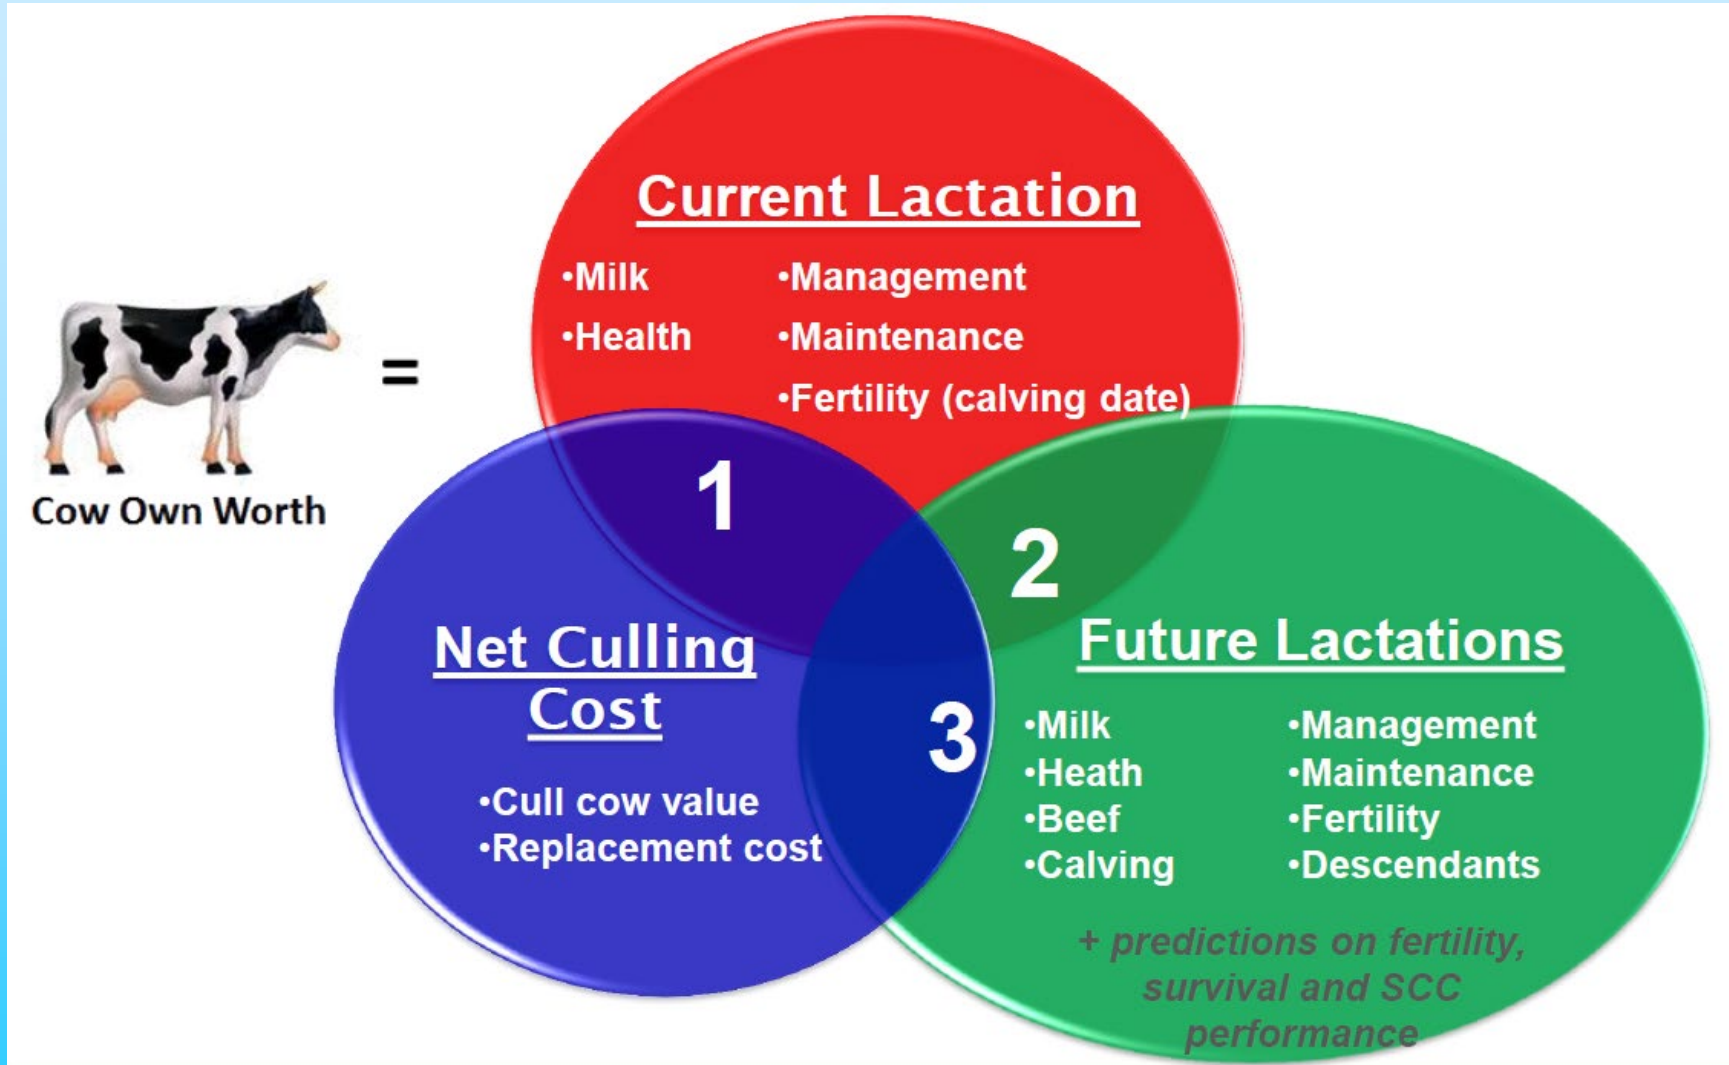 Current Lactation
•Milk
•Health
•Management
•Maintenance
•Fertility (calving date)
=
Cow Own Worth
1
2
3
Net Culling
Cost
•Cull cow value
•Replacement cost
Future Lactations
•Milk
•Heath
•Beef
•Calving
•Management
•Maintenance
•Fertility
•Descendants
+ predictions on fertility,
survival and SCC
performance